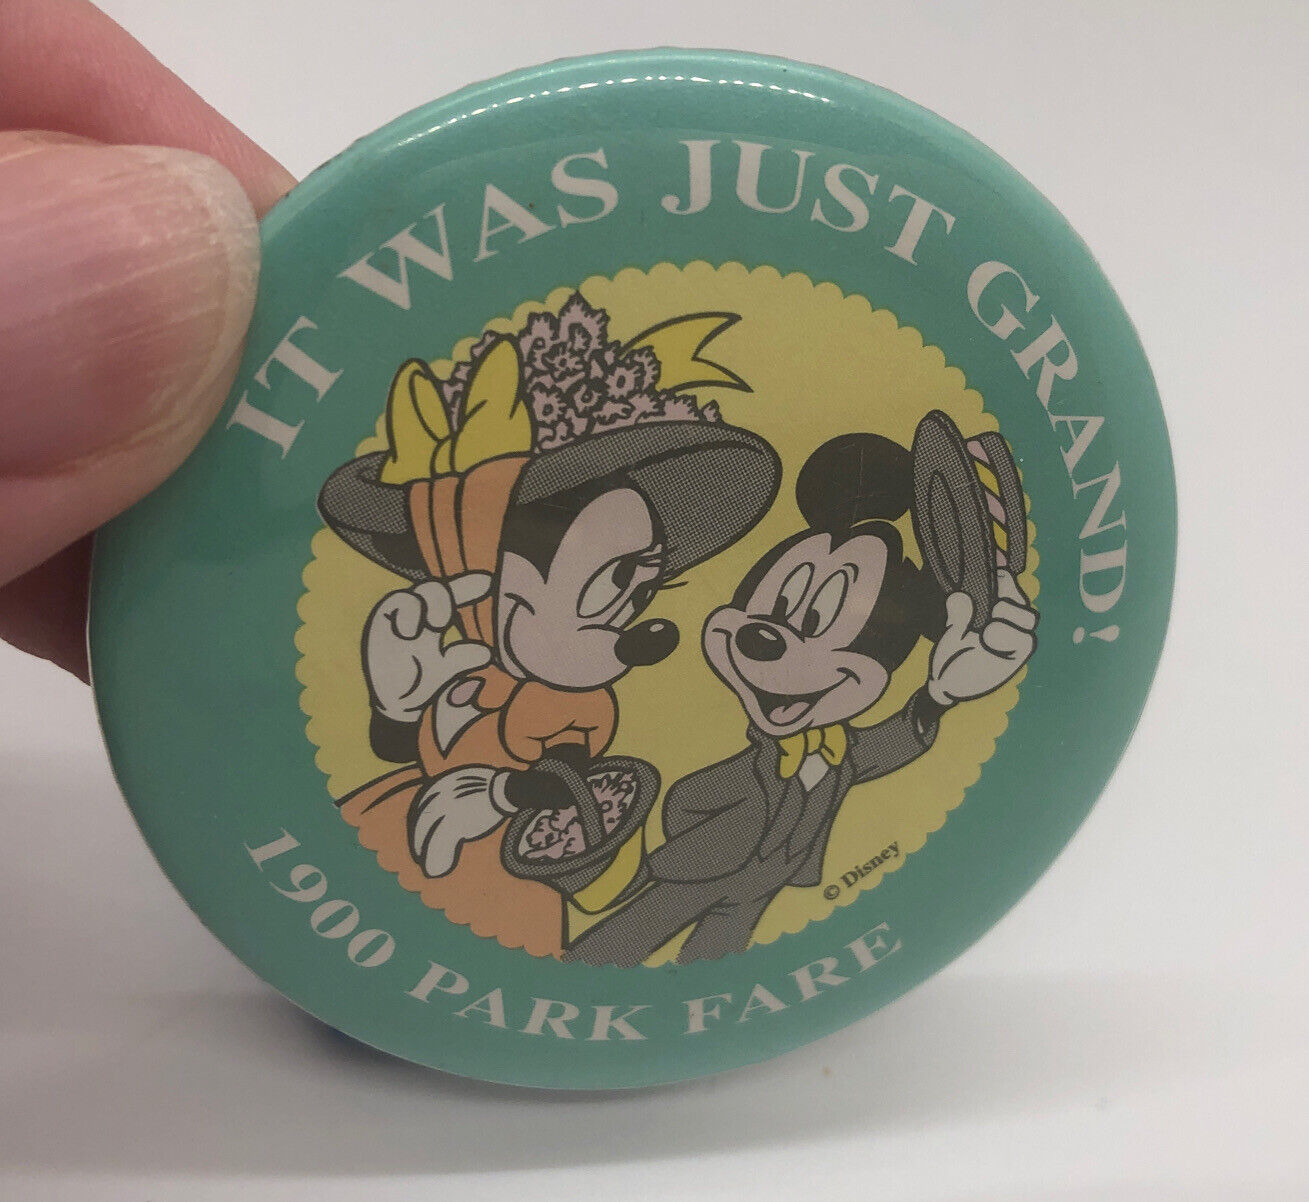 IT WAS JUST GRAND!
© Disney
1900 PARK FARE